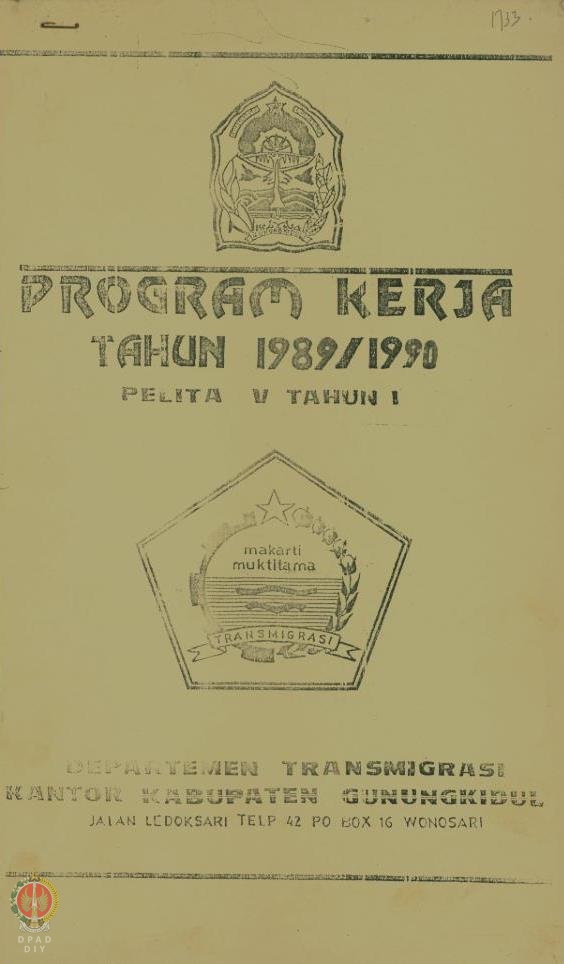 1733.
PROGRAM KERJA
TAHUN 1989/1990
PELITA V TAHUN I
makarti
muktitama
TRANSMIGRASI
DEPARTEMEN TRANSMIGRASI
KANTOR KABUPATEN GUNUNGKIDUL
JALAN LEDOKSARI TELP 42 PO BOX 16 WONOSARI
DPAD
DIY